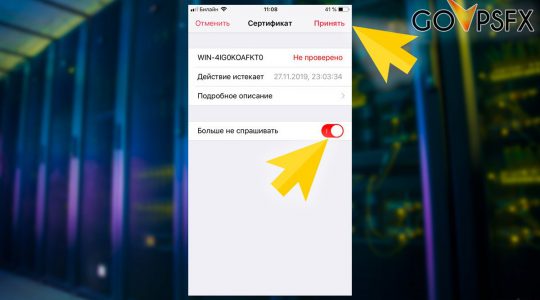 Билайн 11:08 41 %
GOVPSFX
Отменить Сертификат Принять
WIN-4IG0KOAFKT0 Не проверено
Действие истекает 27.11.2019, 23:03:34
Подробное описание
Больше не спрашивать